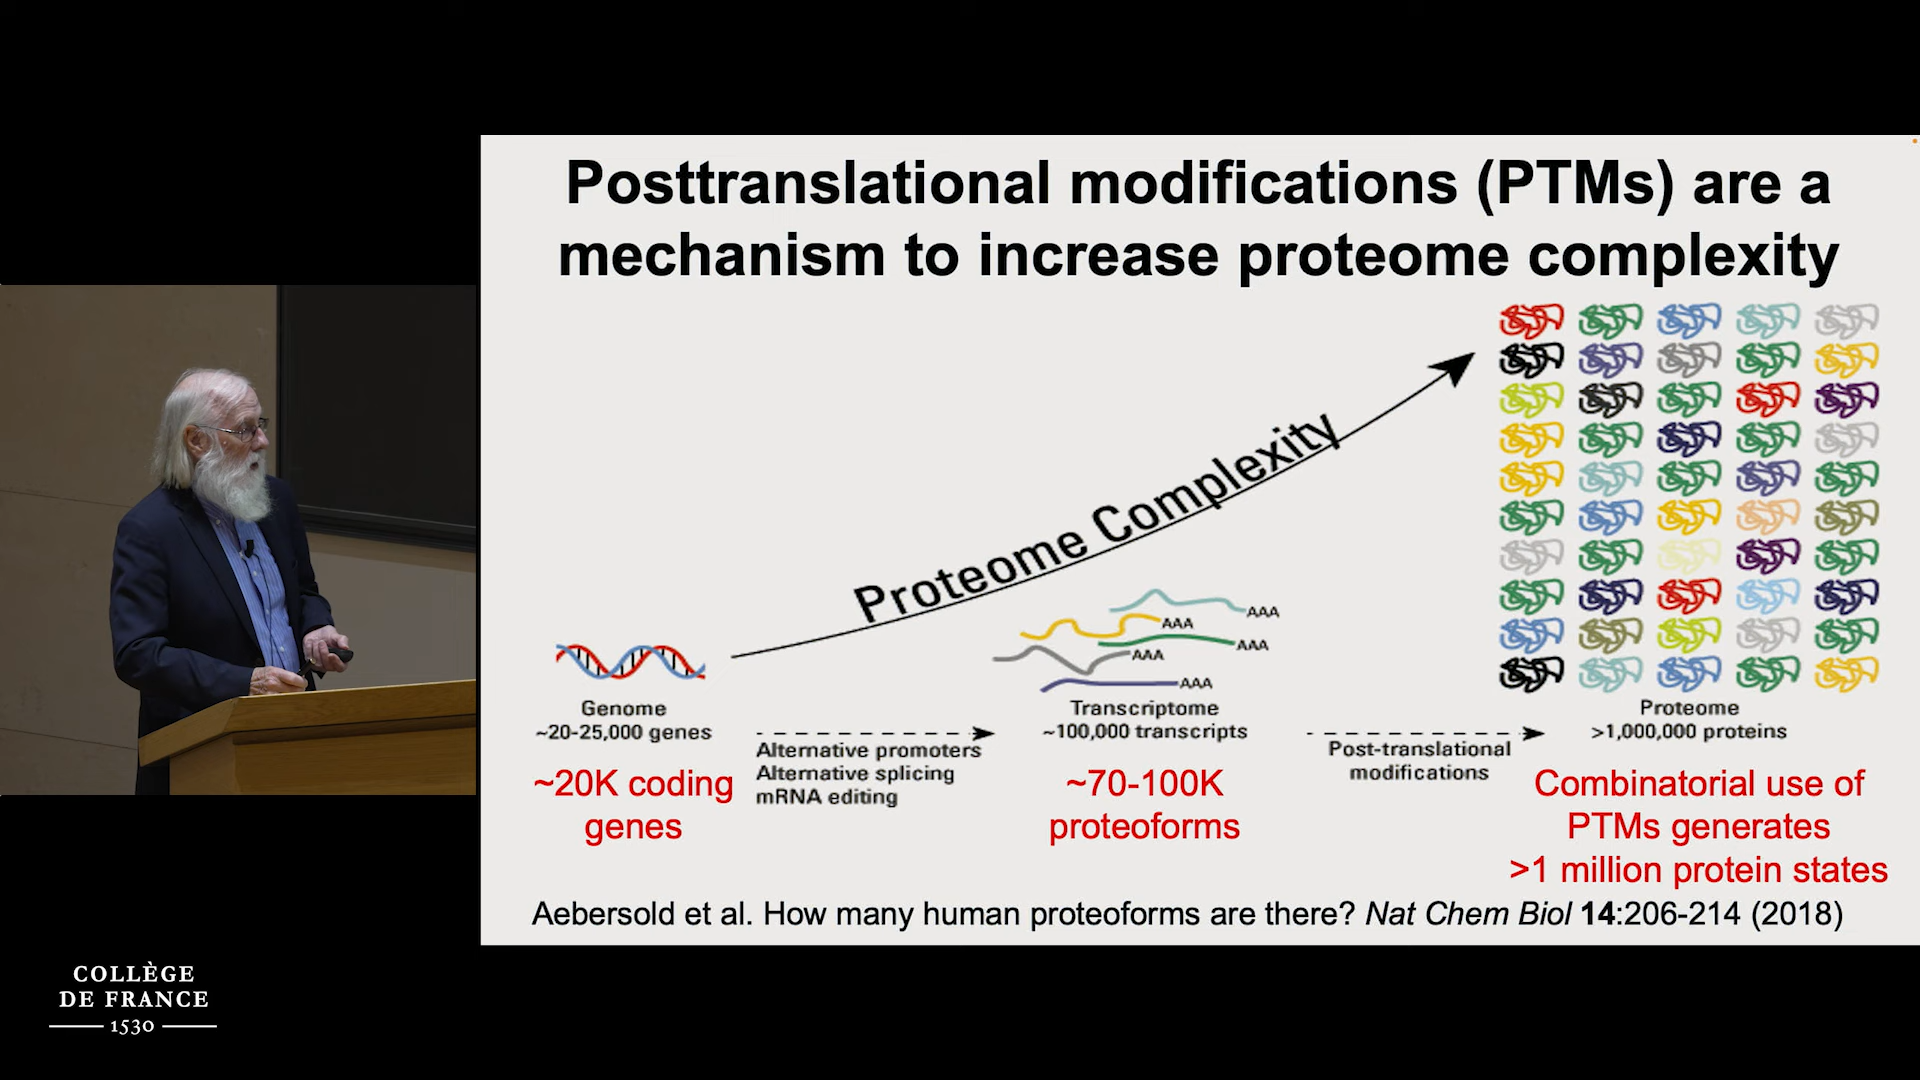 Posttranslational modifications (PTMs) are a
mechanism to increase proteome complexity
Proteome Complexity
AAA
AAA
AAA
AAA
AAA
Genome
~20-25,000 genes
Alternative promoters
Alternative splicing
mRNA editing
Transcriptome
~100,000 transcripts
Post-translational
modifications
Proteome
>1,000,000 proteins
~20K coding
genes
~70-100K
proteoforms
Combinatorial use of
PTMs generates
>1 million protein states
Aebersold et al. How many human proteoforms are there? Nat Chem Biol 14:206-214 (2018)
COLLÈGE
DE FRANCE
1530